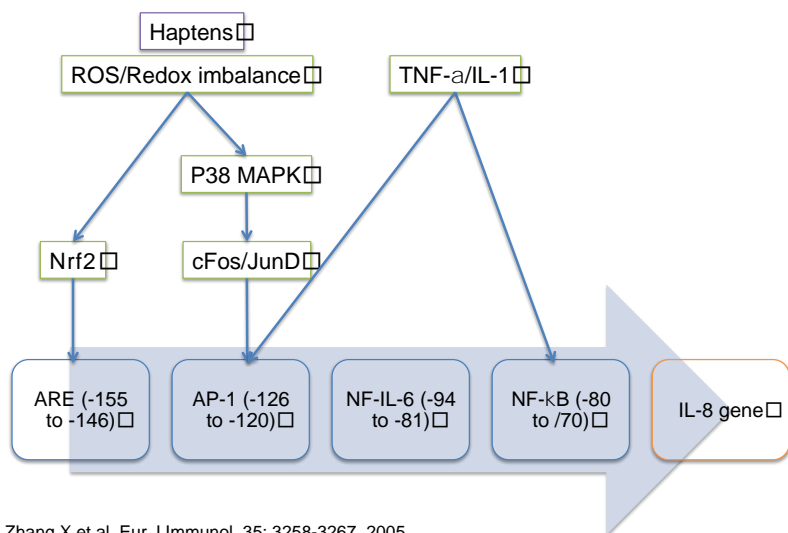 Haptens□
ROS/Redox imbalance□
TNF-a/IL-1□
P38 MAPK□
Nrf2□
cFos/JunD□
ARE (-155
to -146)□
AP-1 (-126
to -120)□
NF-IL-6 (-94
to -81)□
NF-kB (-80
to /70)□
IL-8 gene□
Zhang X et al. Eur. J Immunol. 35: 3258-3267, 2005